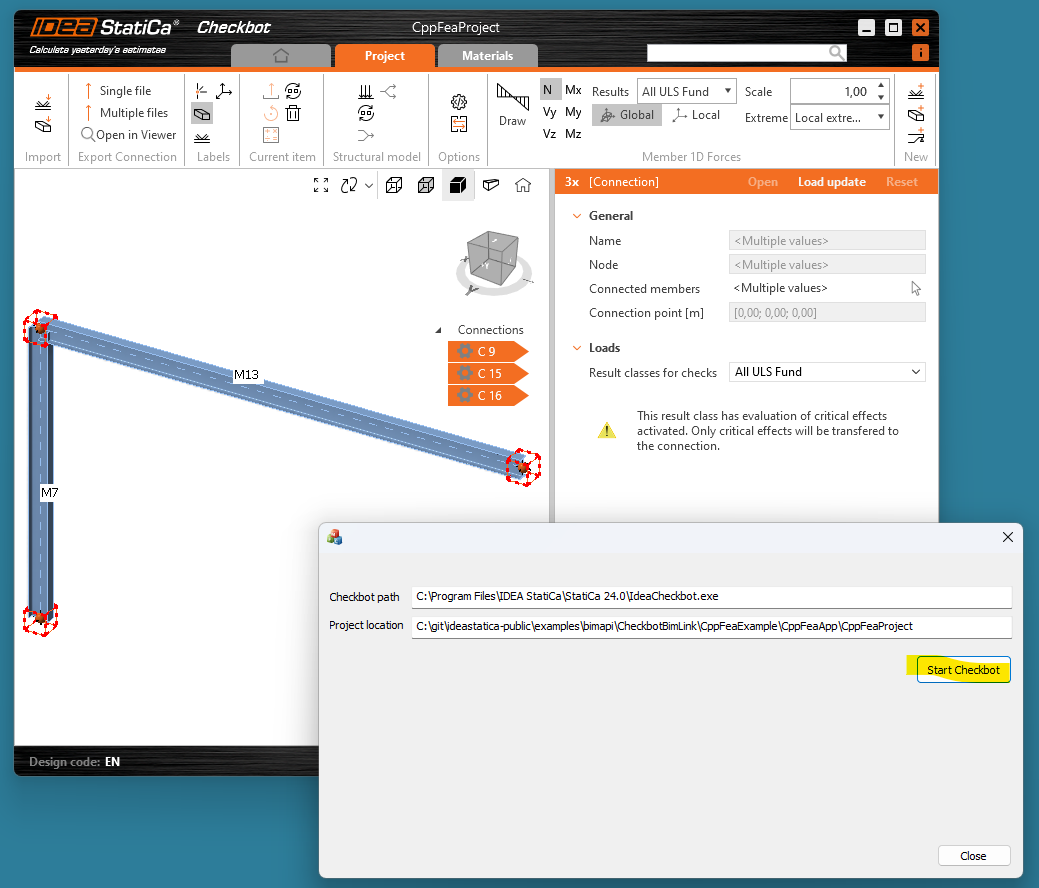 IDEA StatiCa® Checkbot
CppFeaProject
Calculate yesterday's estimates
Project
Materials
Single file
Multiple files
Open in Viewer
Import
Export Connection
Labels
Current item
Structural model
Options
Draw
N Mx
Vy My
Vz Mz
Results All ULS Fund
Global Local
Scale 1,00
Extreme Local extre...
Member 1D Forces
New
3x [Connection] Open Load update Reset
General
Name <Multiple values>
Node <Multiple values>
Connected members <Multiple values>
Connection point [m] [0,00; 0,00; 0,00]
Loads
Result classes for checks All ULS Fund
This result class has evaluation of critical effects
activated. Only critical effects will be transfered to
the connection.
Connections
C 9
C 15
C 16
M13
M7
Design code: EN
Checkbot path C:\Program Files\IDEA StatiCa\StatiCa 24.0\IdeaCheckbot.exe
Project location C:\git\ideastatica-public\examples\bimapi\CheckbotBimLink\CppFeaExample\CppFeaApp\CppFeaProject
Start Checkbot
Close